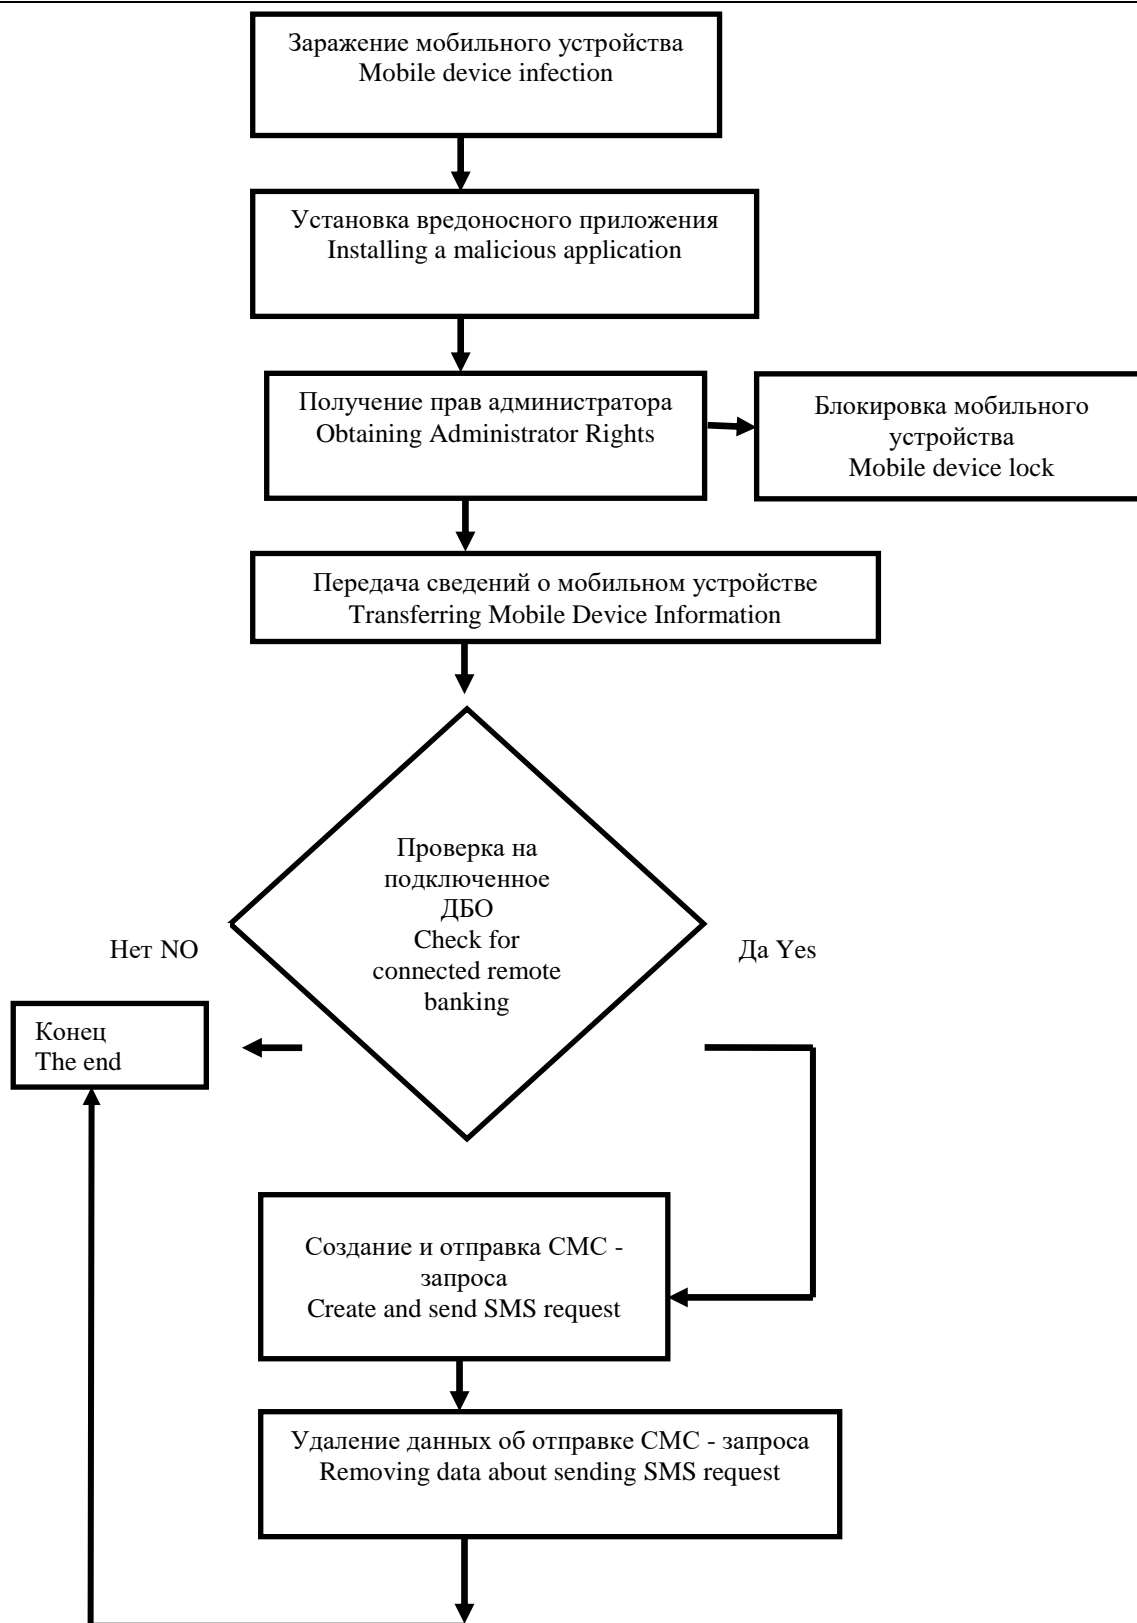 Заражение мобильного устройства
Mobile device infection
Установка вредоносного приложения
Installing a malicious application
Получение прав администратора
Obtaining Administrator Rights
Блокировка мобильного
устройства
Mobile device lock
Передача сведений о мобильном устройстве
Transferring Mobile Device Information
Проверка на
подключенное
ДБО
Check for
connected remote
banking
Нет NO
Да Yes
Конец
The end
Создание и отправка СМС -
запроса
Create and send SMS request
Удаление данных об отправке СМС - запроса
Removing data about sending SMS request